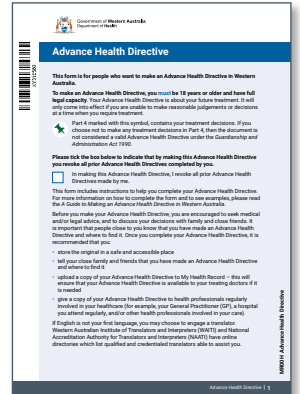 Government of Western Australia
Department of Health
Advance Health Directive
This form is for people who want to make an Advance Health Directive in Western
Australia.
To make an Advance Health Directive, you must be 18 years or older and have full
legal capacity. Your Advance Health Directive is about your future treatment. It will
only come into effect if you are unable to make reasonable judgements or decisions
at a time when you require treatment.
Part 4 marked with this symbol, contains your treatment decisions. If you
choose not to make any treatment decisions in Part 4, then the document is
not considered a valid Advance Health Directive under the Guardianship and
Administration Act 1990.
Please tick the box below to indicate that by making this Advance Health Directive
you revoke all prior Advance Health Directives completed by you.
In making this Advance Health Directive, I revoke all prior Advance Health
Directives made by me.
This form includes instructions to help you complete your Advance Health Directive.
For more information on how to complete the form and to see examples, please read
the A Guide to Making an Advance Health Directive in Western Australia.
Before you make your Advance Health Directive, you are encouraged to seek medical
and/or legal advice, and to discuss your decisions with family and close friends. It
is important that people close to you know that you have made an Advance Health
Directive and where to find it. Once you complete your Advance Health Directive, it is
recommended that you:
• store the original in a safe and accessible place
• tell your close family and friends that you have made an Advance Health Directive
and where to find it
• upload a copy of your Advance Health Directive to My Health Record – this will
ensure that your Advance Health Directive is available to your treating doctors if it
is needed
• give a copy of your Advance Health Directive to health professionals regularly
involved in your healthcare (for example, your General Practitioner (GP), a hospital
you attend regularly, and/or other health professionals involved in your care).
If English is not your first language, you may choose to engage a translator.
Western Australian Institute of Translators and Interpreters (WAITI) and National
Accreditation Authority for Translators and Interpreters (NAATI) have online
directories which list qualified and credentialed translators able to assist you.
MR00H Advance Health Directive
Advance Health Directive | 1